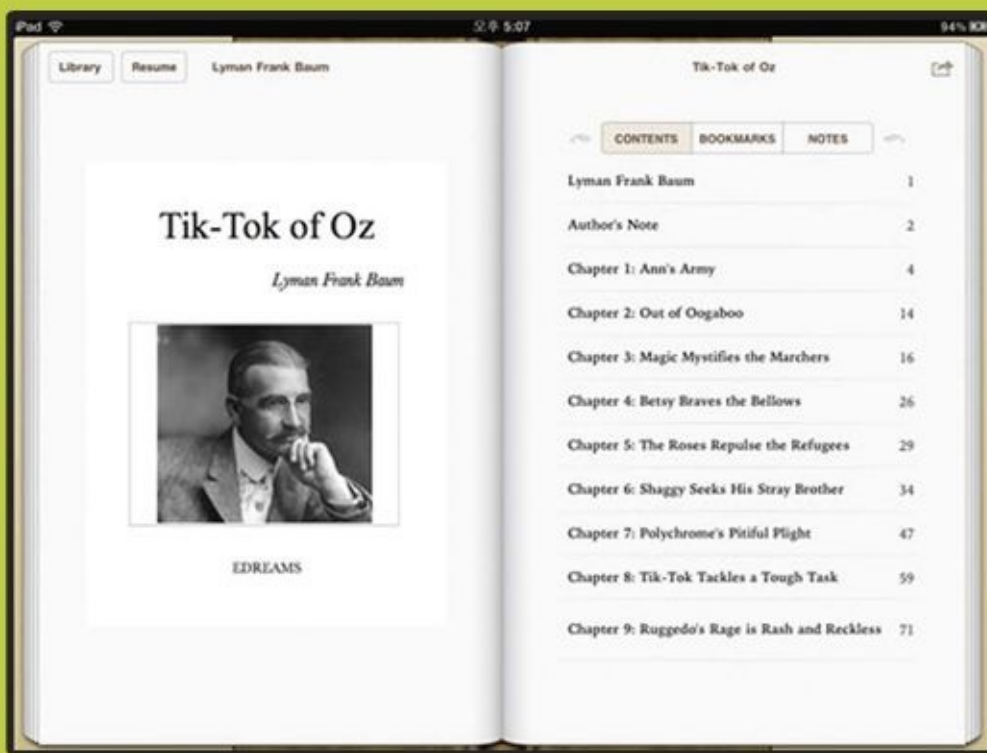 iPad 오후 5:07 94%
Library Resume Lyman Frank Baum
Tik-Tok of Oz
Lyman Frank Baum
EDREAMS
Tik-Tok of Oz
CONTENTS BOOKMARKS NOTES
Lyman Frank Baum 1
Author's Note 2
Chapter 1: Ann's Army 4
Chapter 2: Out of Oogaboo 14
Chapter 3: Magic Mystifies the Marchers 16
Chapter 4: Betsy Braves the Bellows 26
Chapter 5: The Roses Repulse the Refugees 29
Chapter 6: Shaggy Seeks His Stray Brother 34
Chapter 7: Polychrome's Pitiful Plight 47
Chapter 8: Tik-Tok Tackles a Tough Task 59
Chapter 9: Ruggedo's Rage is Rash and Reckless 71